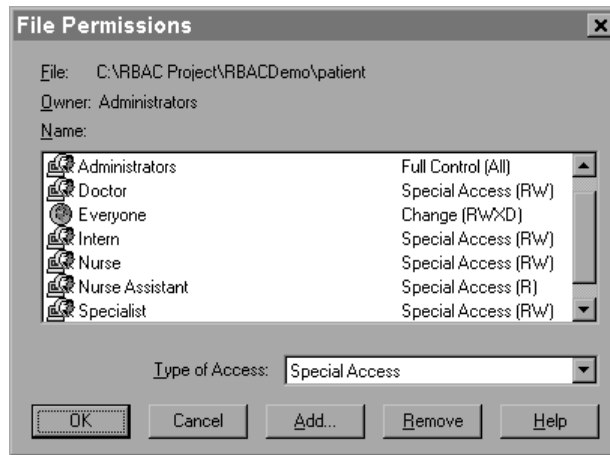 File Permissions
File: C:\RBAC Project\RBACDemo\patient
Owner: Administrators
Name:
Administrators Full Control (All)
Doctor Special Access (RW)
Everyone Change (RWXD)
Intern Special Access (RW)
Nurse Special Access (RW)
Nurse Assistant Special Access (R)
Specialist Special Access (RW)
Type of Access: Special Access
OK Cancel Add... Remove Help